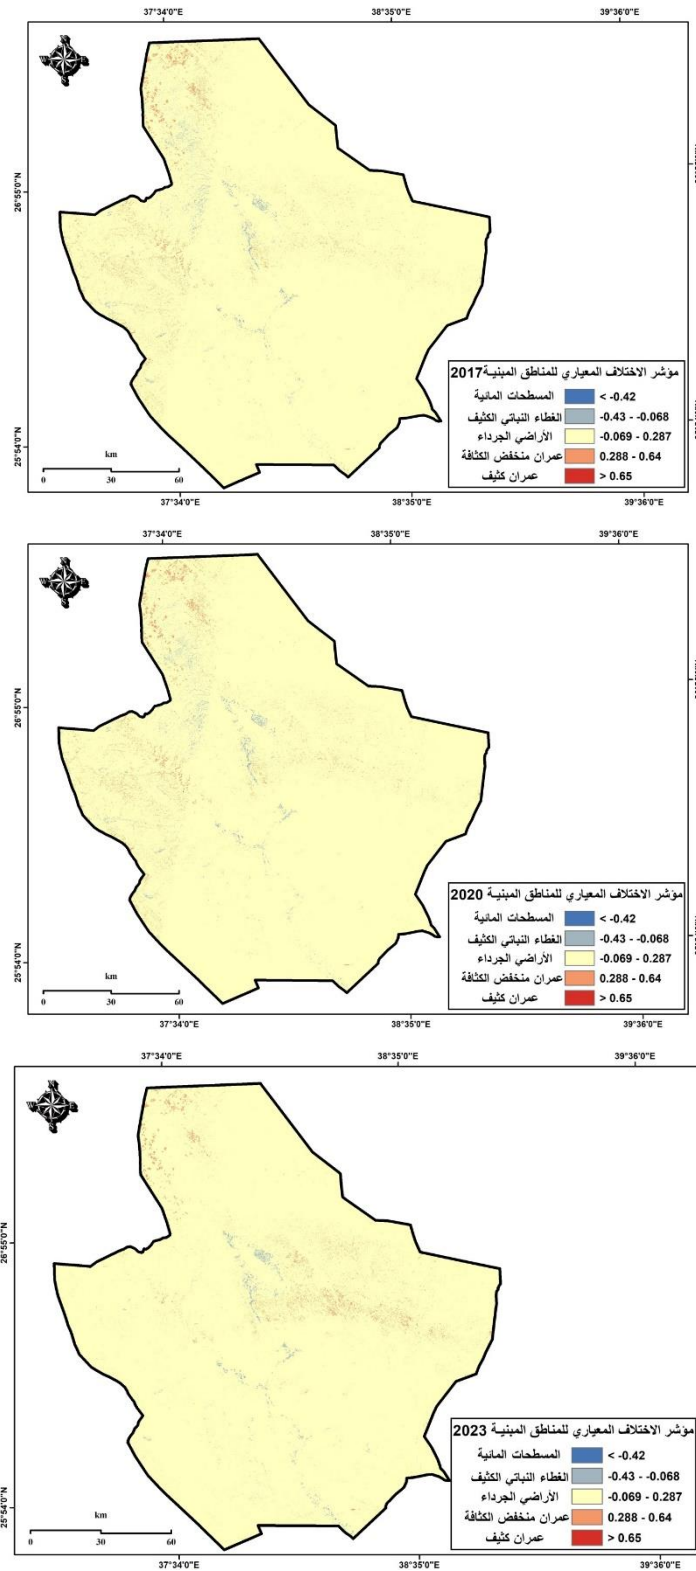 37°34'0"E 38°35'0"E 39°36'0"E
26°55'0"N
25°54'0"N
مؤشر الاختلاف المعياري للمناطق المبنية 2017
المسطحات المائية < -0.42
الغطاء النباتي الكثيف -0.43 - -0.068
الأراضي الجرداء -0.069 - 0.287
عمران منخفض الكثافة 0.288 - 0.64
عمران كثيف > 0.65
km
0 30 60
37°34'0"E 38°35'0"E 39°36'0"E
37°34'0"E 38°35'0"E 39°36'0"E
26°55'0"N
25°54'0"N
مؤشر الاختلاف المعياري للمناطق المبنية 2020
المسطحات المائية < -0.42
الغطاء النباتي الكثيف -0.43 - -0.068
الأراضي الجرداء -0.069 - 0.287
عمران منخفض الكثافة 0.288 - 0.64
عمران كثيف > 0.65
km
0 30 60
37°34'0"E 38°35'0"E 39°36'0"E
37°34'0"E 38°35'0"E 39°36'0"E
26°55'0"N
25°54'0"N
مؤشر الاختلاف المعياري للمناطق المبنية 2023
المسطحات المائية < -0.42
الغطاء النباتي الكثيف -0.43 - -0.068
الأراضي الجرداء -0.069 - 0.287
عمران منخفض الكثافة 0.288 - 0.64
عمران كثيف > 0.65
km
0 30 60
37°34'0"E 38°35'0"E 39°36'0"E